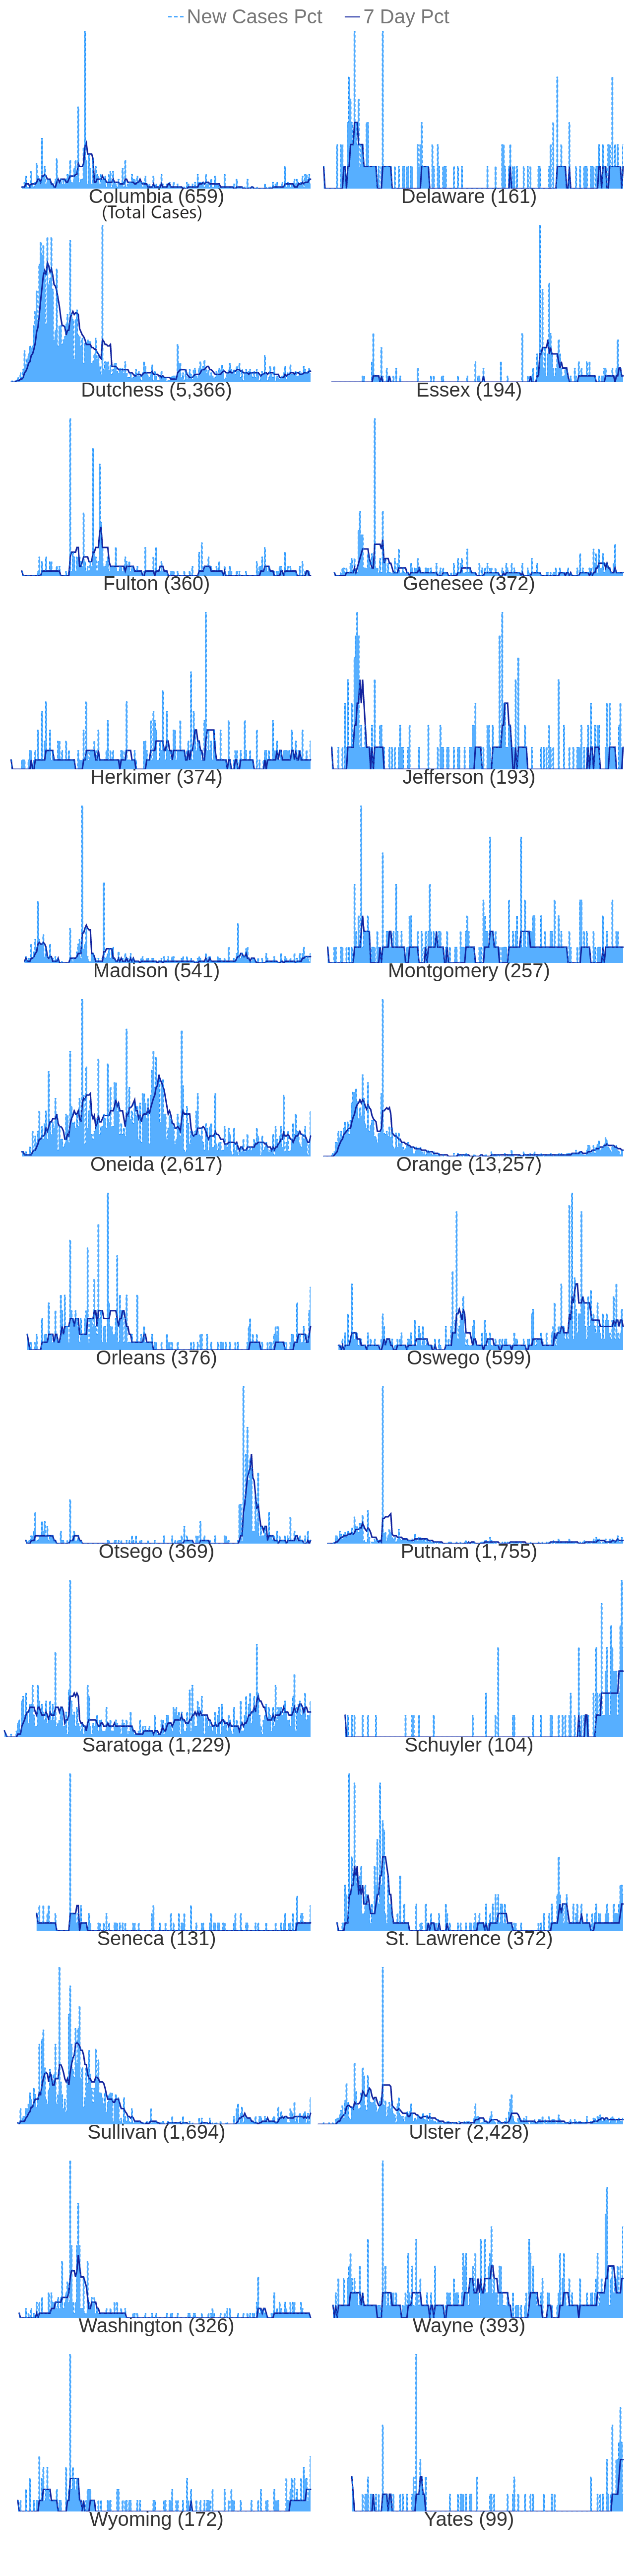 New Cases Pct 7 Day Pct
Columbia (659) Delaware (161)
(Total Cases)
Dutchess (5,366) Essex (194)
Fulton (360) Genesee (372)
Herkimer (374) Jefferson (193)
Madison (541) Montgomery (257)
Oneida (2,617) Orange (13,257)
Orleans (376) Oswego (599)
Otsego (369) Putnam (1,755)
Saratoga (1,229) Schuyler (104)
Seneca (131) St. Lawrence (372)
Sullivan (1,694) Ulster (2,428)
Washington (326) Wayne (393)
Wyoming (172) Yates (99)